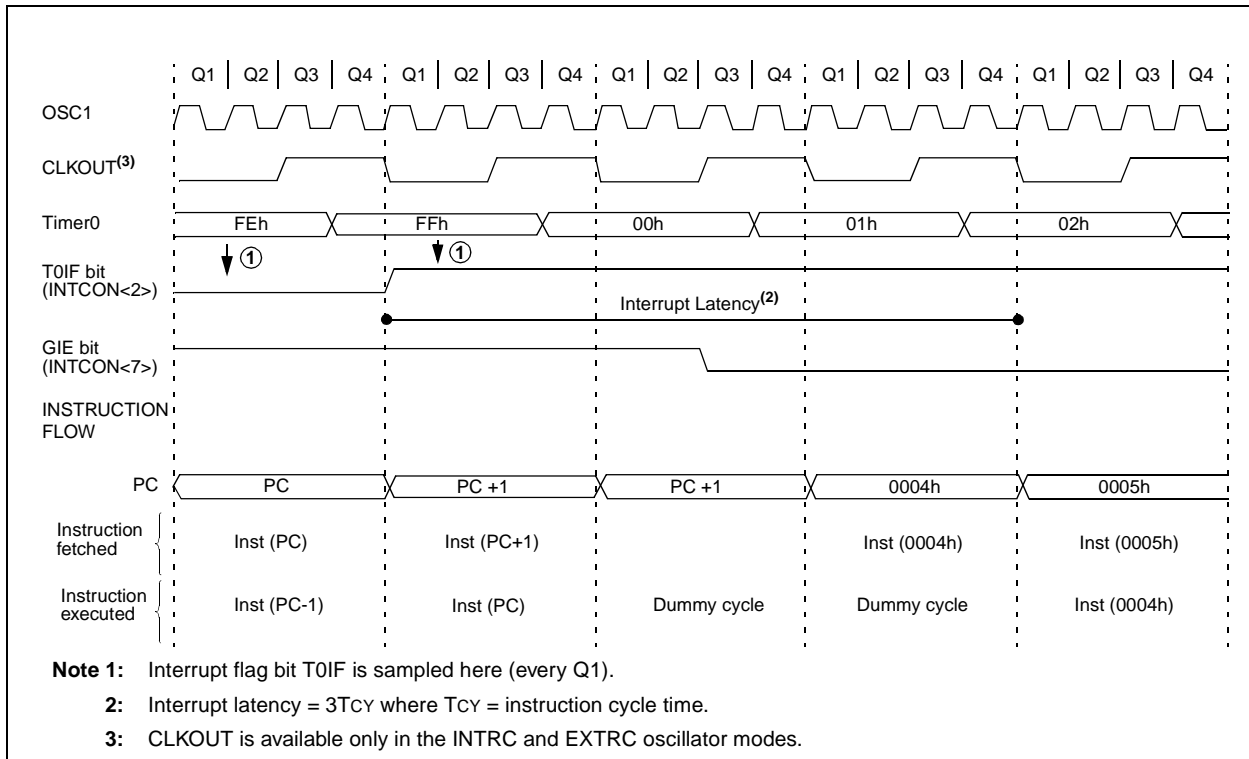 Q1 Q2 Q3 Q4 Q1 Q2 Q3 Q4 Q1 Q2 Q3 Q4 Q1 Q2 Q3 Q4 Q1 Q2 Q3 Q4
OSC1
CLKOUT(3)
Timer0 FEh FFh 00h 01h 02h
1 1
T0IF bit
(INTCON<2>)
Interrupt Latency(2)
GIE bit
(INTCON<7>)
INSTRUCTION
FLOW
PC PC PC +1 PC +1 0004h 0005h
Instruction
fetched
Inst (PC) Inst (PC+1) Inst (0004h) Inst (0005h)
Instruction
executed
Inst (PC-1) Inst (PC) Dummy cycle Dummy cycle Inst (0004h)
Note 1: Interrupt flag bit T0IF is sampled here (every Q1).
2: Interrupt latency = 3TCY where TCY = instruction cycle time.
3: CLKOUT is available only in the INTRC and EXTRC oscillator modes.